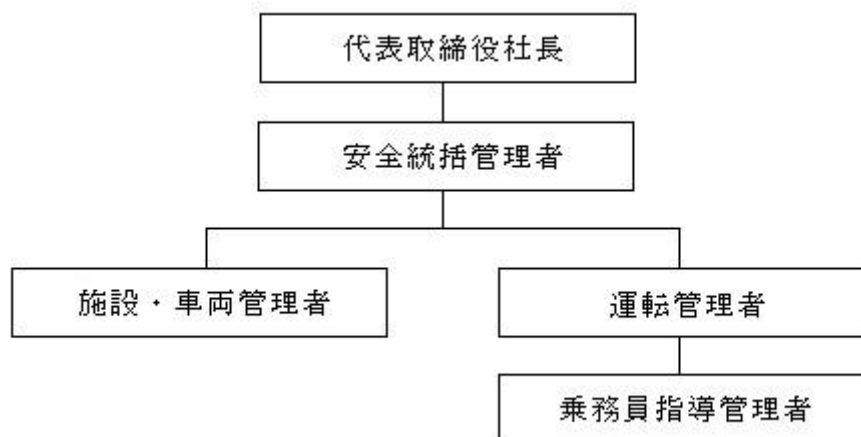 代表取締役社長
安全統括管理者
施設・車両管理者
運転管理者
乗務員指導管理者